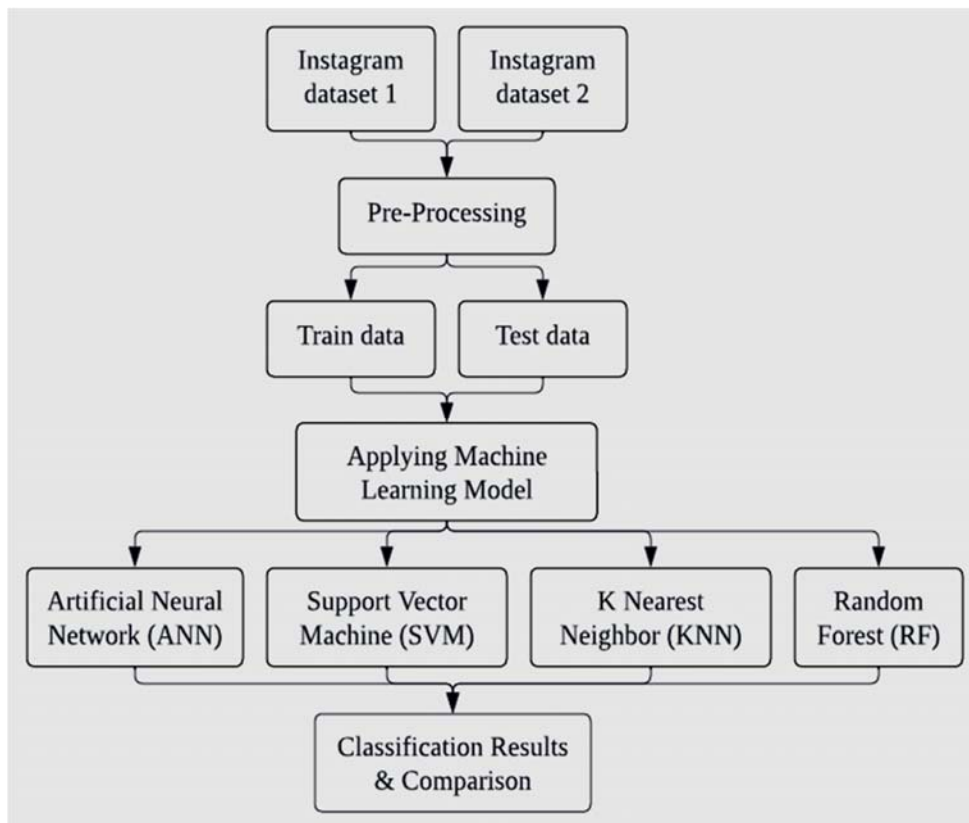 Instagram
dataset 1
Instagram
dataset 2
Pre-Processing
Train data
Test data
Applying Machine
Learning Model
Artificial Neural
Network (ANN)
Support Vector
Machine (SVM)
K Nearest
Neighbor (KNN)
Random
Forest (RF)
Classification Results
& Comparison